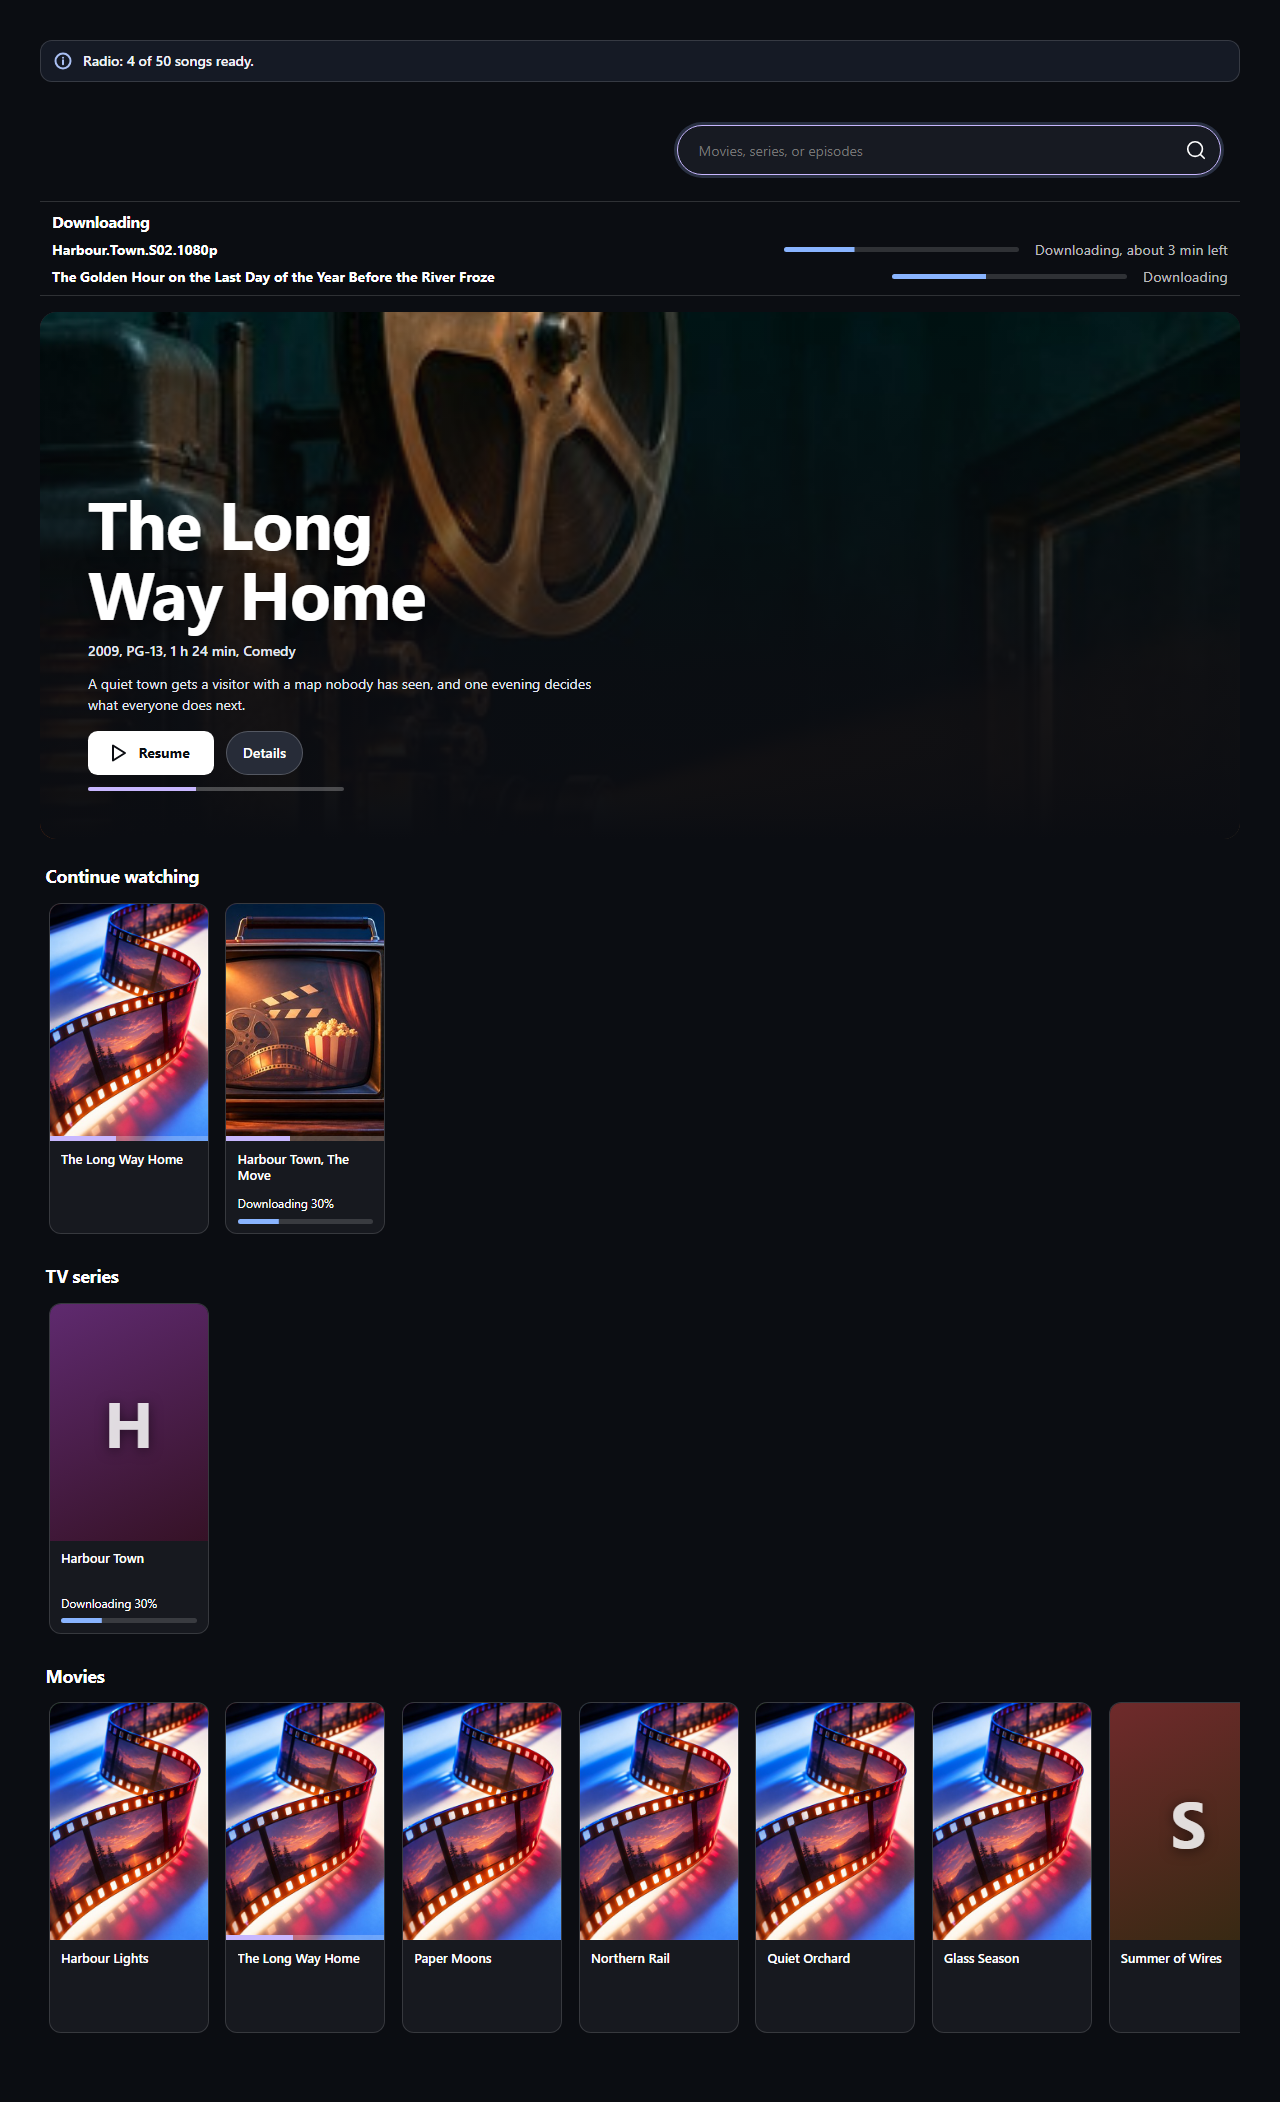 Radio: 4 of 50 songs ready.
Movies, series, or episodes
Downloading
Harbour.Town.S02.1080p
Downloading, about 3 min left
The Golden Hour on the Last Day of the Year Before the River Froze
Downloading
The Long
Way Home
2009, PG-13, 1 h 24 min, Comedy
A quiet town gets a visitor with a map nobody has seen, and one evening decides
what everyone does next.
Resume
Details
Continue watching
The Long Way Home
Harbour Town, The
Move
Downloading 30%
TV series
H
Harbour Town
Downloading 30%
Movies
S
Harbour Lights
The Long Way Home
Paper Moons
Northern Rail
Quiet Orchard
Glass Season
Summer of Wires